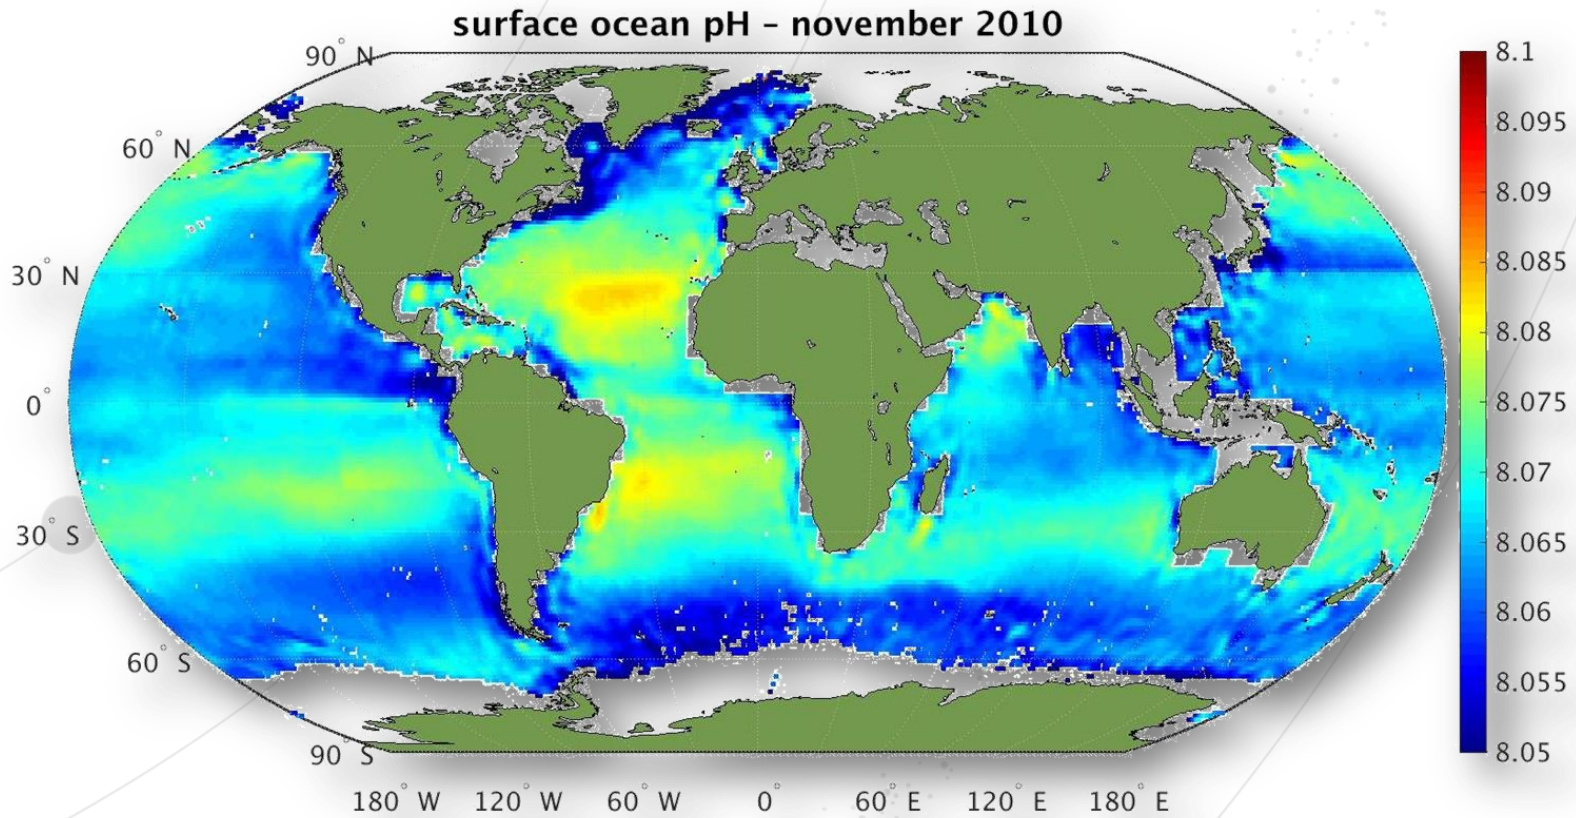 surface ocean pH – november 2010
90° N
60° N
30° N
0°
30° S
60° S
90° S
180° W 120° W 60° W 0° 60° E 120° E 180° E
8.1
8.095
8.09
8.085
8.08
8.075
8.07
8.065
8.06
8.055
8.05